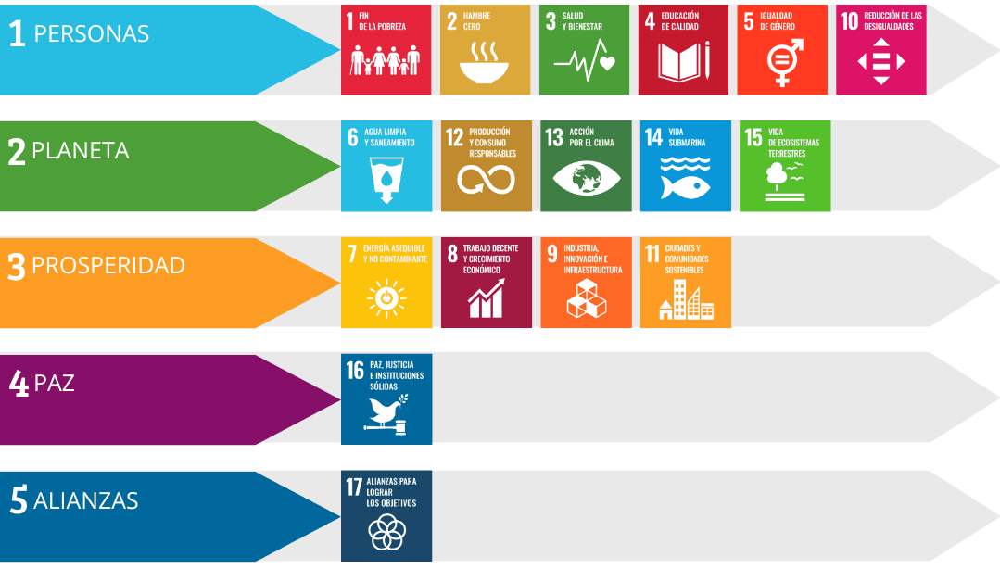 1 PERSONAS
1 FIN
DE LA POBREZA
2 HAMBRE
CERO
3 SALUD
Y BIENESTAR
4 EDUCACIÓN
DE CALIDAD
5 IGUALDAD
DE GÉNERO
10 REDUCCIÓN DE LAS
DESIGUALDADES
2 PLANETA
6 AGUA LIMPIA
Y SANEAMIENTO
12 PRODUCCIÓN
Y CONSUMO
RESPONSABLES
13 ACCIÓN
POR EL CLIMA
14 VIDA
SUBMARINA
15 VIDA
DE ECOSISTEMAS
TERRESTRES
3 PROSPERIDAD
7 ENERGÍA ASEQUIBLE
Y NO CONTAMINANTE
8 TRABAJO DECENTE
Y CRECIMIENTO
ECONÓMICO
9 INDUSTRIA,
INNOVACIÓN E
INFRAESTRUCTURA
11 CIUDADES Y
COMUNIDADES
SOSTENIBLES
4 PAZ
16 PAZ, JUSTICIA
E INSTITUCIONES
SÓLIDAS
5 ALIANZAS
17 ALIANZAS PARA
LOGRAR
LOS OBJETIVOS